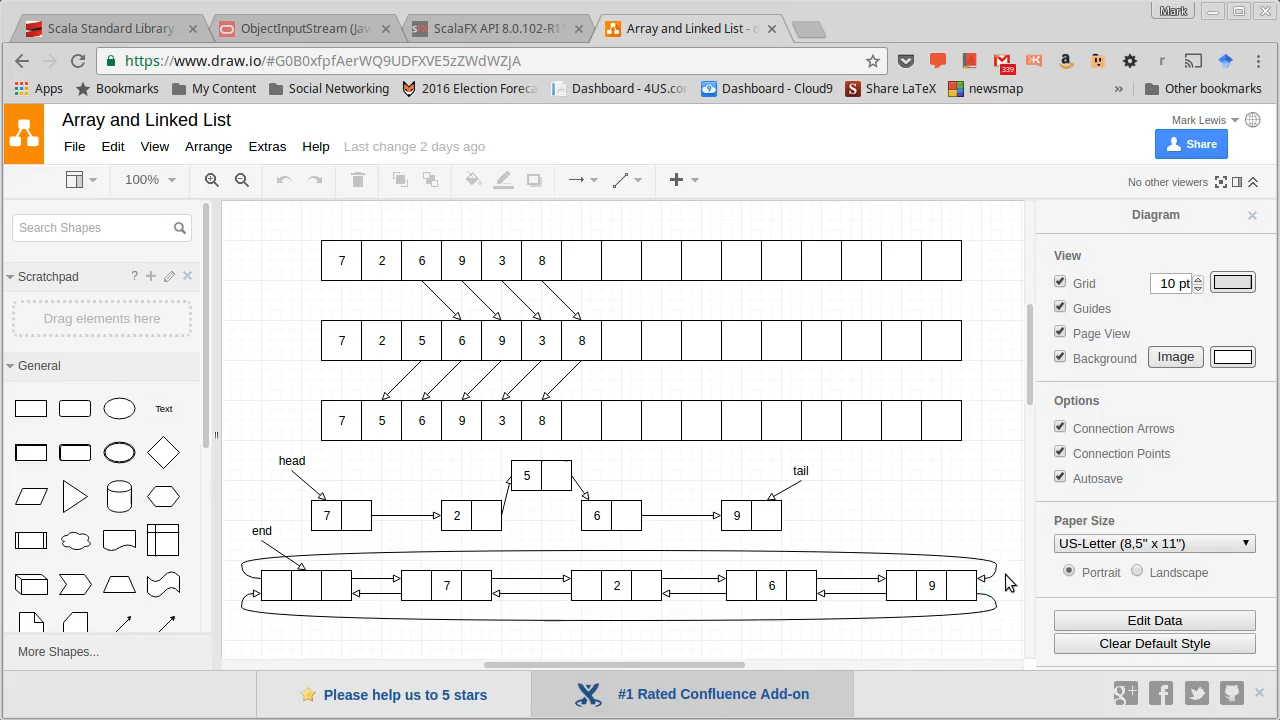 Mark
Scala Standard Library
ObjectInputStream (Jav
ScalaFX API 8.0.102-R1
Array and Linked List - d
https://www.draw.io/#G0B0xfpfAerWQ9UDFXVE5zZWdWZjA
339
Apps
Bookmarks
My Content
Social Networking
2016 Election Foreca
Dashboard - 4US.co
Dashboard - Cloud9
Share LaTeX
newsmap
»
Other bookmarks
Array and Linked List
Mark Lewis
File Edit View Arrange Extras Help Last change 2 days ago
Share
100%
No other viewers
Search Shapes
Diagram
Scratchpad
?
Drag elements here
General
Text
More Shapes...
7 2 6 9 3 8
7 2 5 6 9 3 8
7 5 6 9 3 8
head
5
tail
7 2 6 9
end
7 2 6 9
View
Grid
10 pt
Guides
Page View
Background
Image
Options
Connection Arrows
Connection Points
Autosave
Paper Size
US-Letter (8,5" x 11")
Portrait
Landscape
Edit Data
Clear Default Style
Please help us to 5 stars
#1 Rated Confluence Add-on